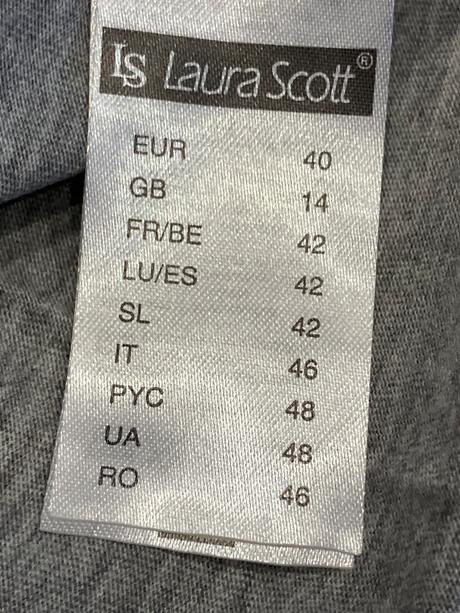 LS Laura Scott®
EUR 40
GB 14
FR/BE 42
LU/ES 42
SL 42
IT 46
РУС 48
UA 48
RO 46